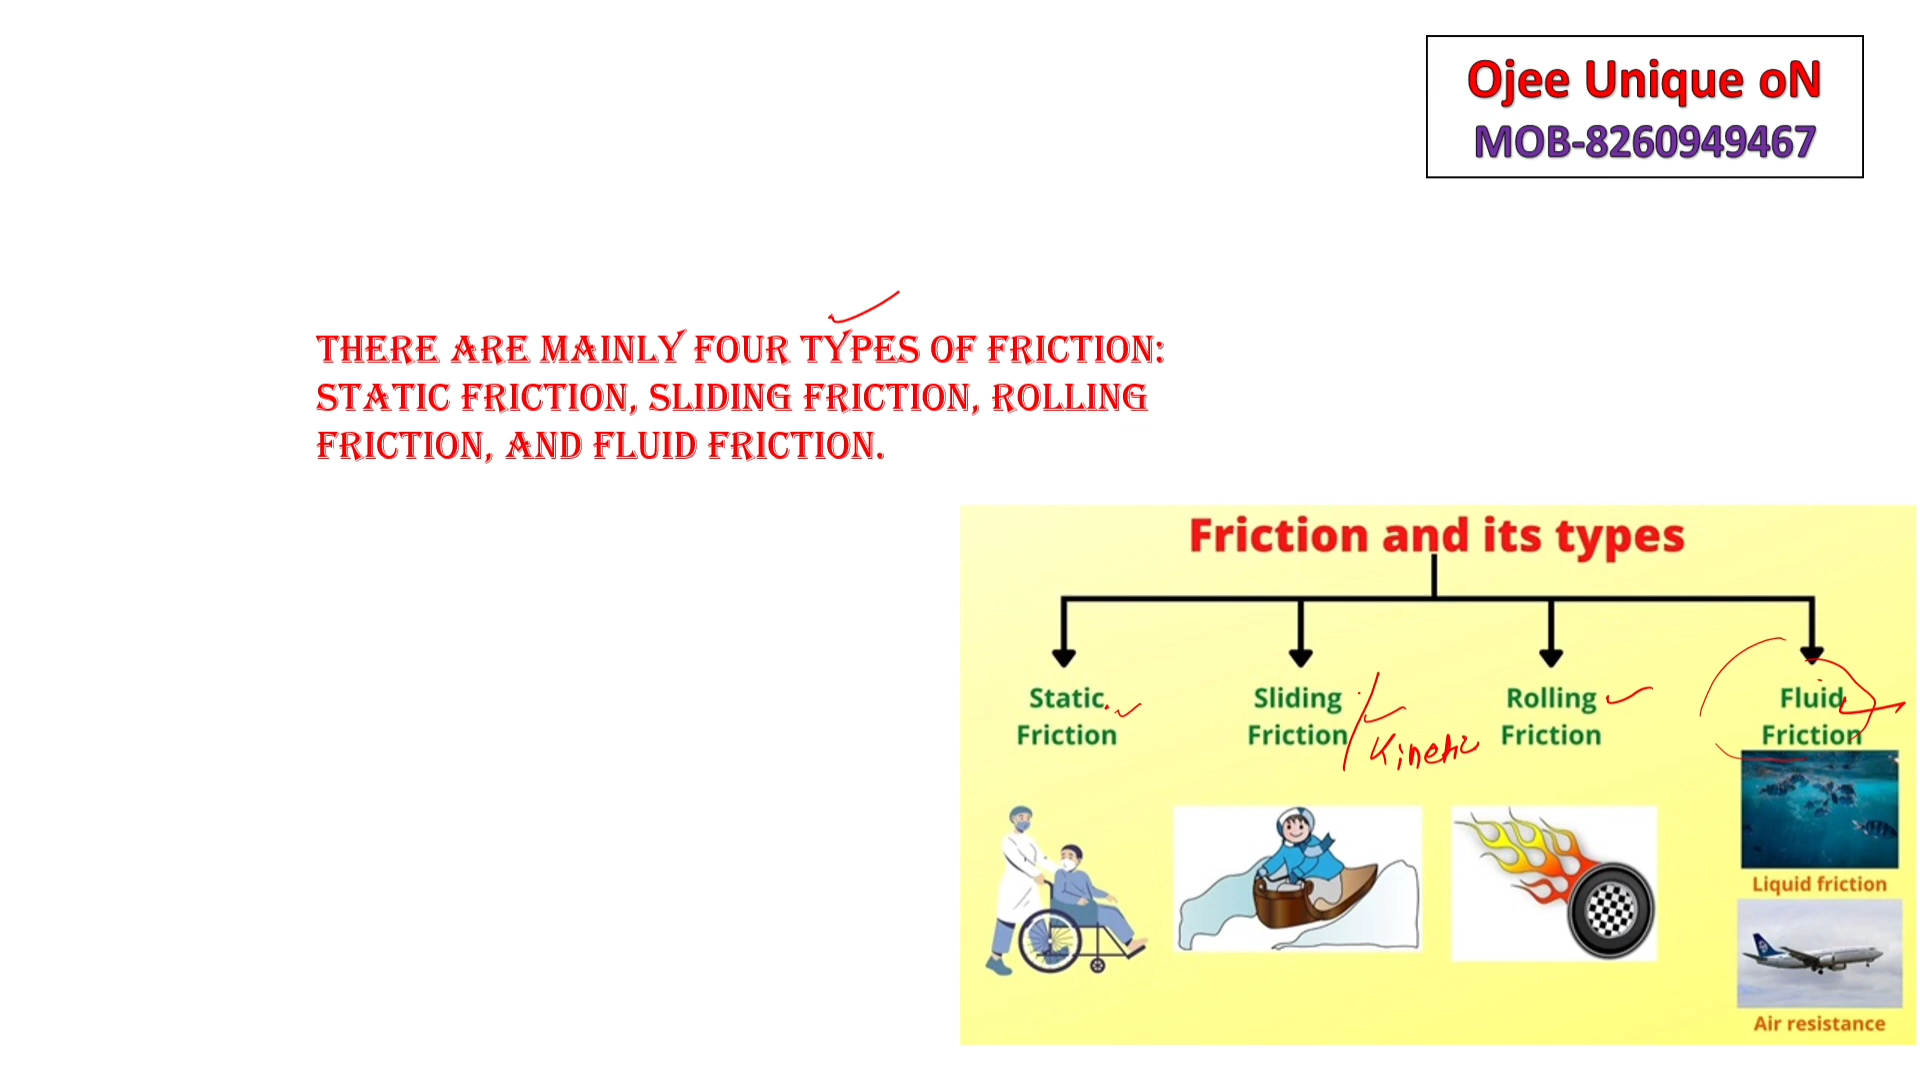 Ojee Unique oN
MOB-8260949467
THERE ARE MAINLY FOUR TYPES OF FRICTION:
STATIC FRICTION, SLIDING FRICTION, ROLLING
FRICTION, AND FLUID FRICTION.
Friction and its types
Static Friction
Sliding Friction
Kinetic
Rolling Friction
Fluid Friction
Liquid friction
Air resistance